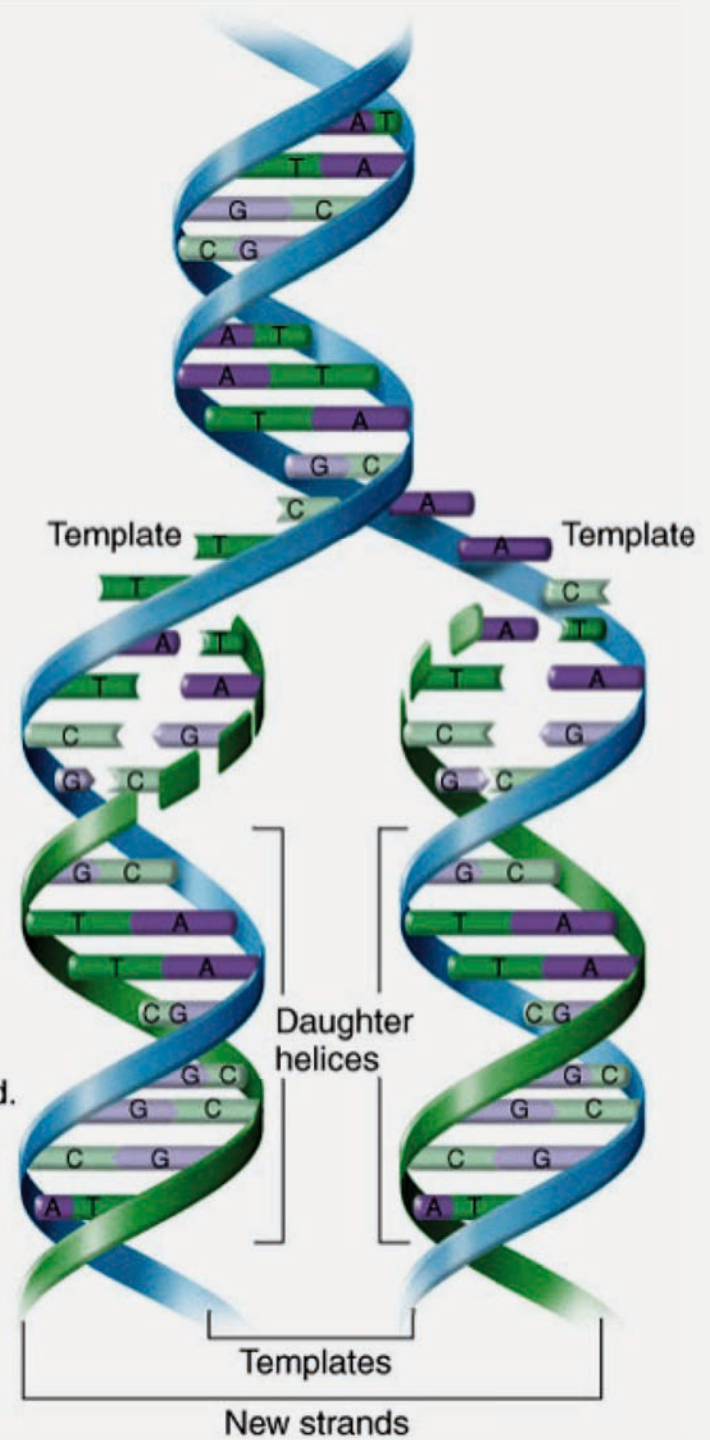 A T
T A
G C
C G
A T
A T
T A
G C
C A
Template T A Template
T C
A T A T
T A T A
C G C G
G C G C
G C G C
T A T A
T A T A
C G C G
Daughter
helices
G C G C
d.
G C G C
C G C G
A T A T
Templates
New strands